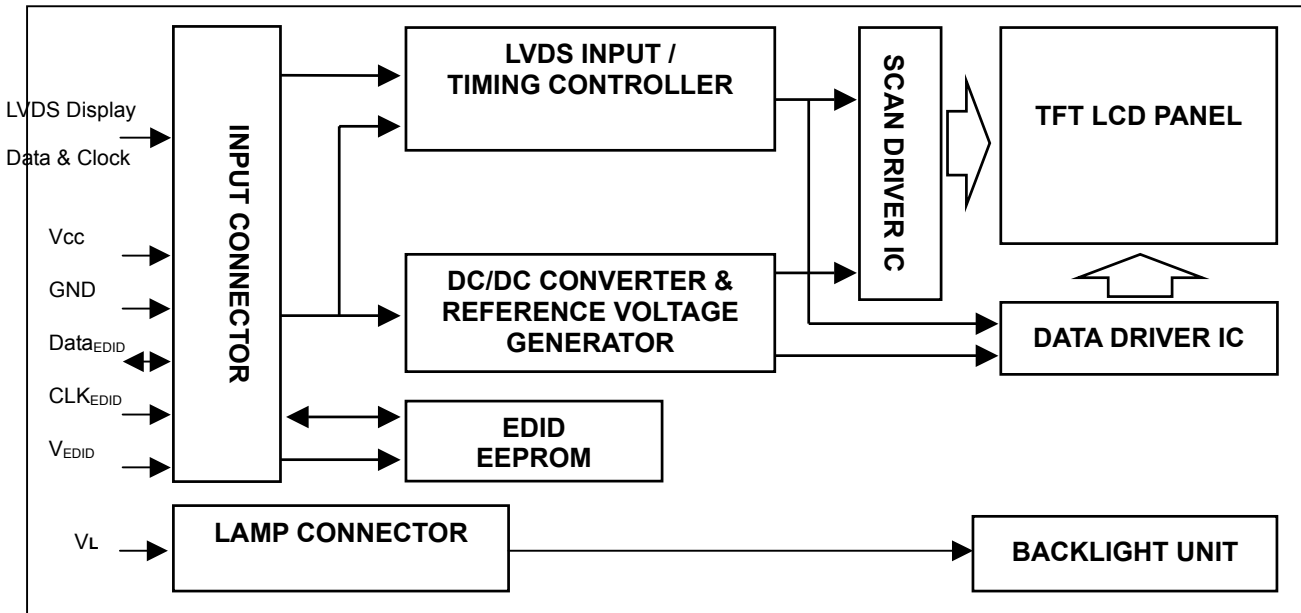 LVDS Display
Data & Clock
Vcc
GND
DataEDID
CLKEDID
VEDID
VL
INPUT CONNECTOR
LVDS INPUT /
TIMING CONTROLLER
DC/DC CONVERTER &
REFERENCE VOLTAGE
GENERATOR
EDID
EEPROM
SCAN DRIVER IC
TFT LCD PANEL
DATA DRIVER IC
LAMP CONNECTOR
BACKLIGHT UNIT